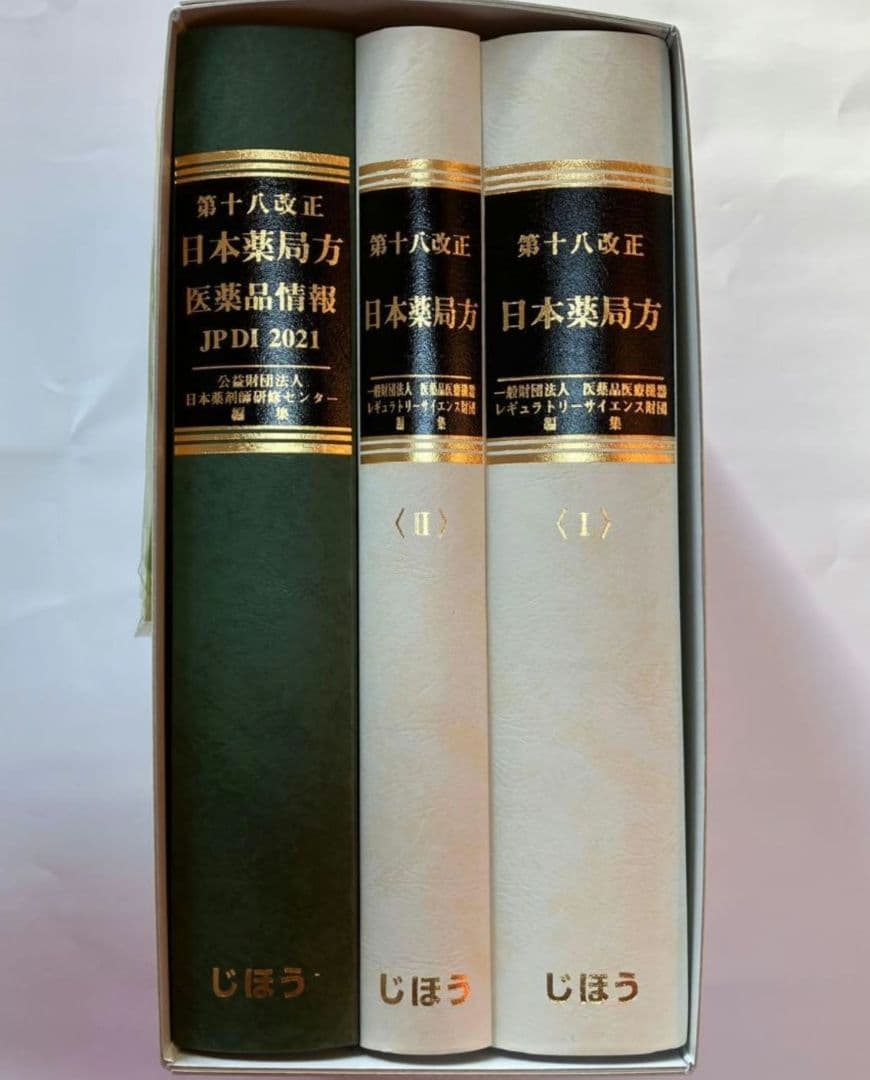 第十八改正
日本薬局方
医薬品情報
JPDI 2021
公益財団法人
日本薬剤師研修センター
編 集
じほう
第十八改正
日本薬局方
一般財団法人 医薬品医療機器
レギュラトリーサイエンス財団
編 集
〈II〉
じほう
第十八改正
日本薬局方
一般財団法人 医薬品医療機器
レギュラトリーサイエンス財団
編 集
〈I〉
じほう